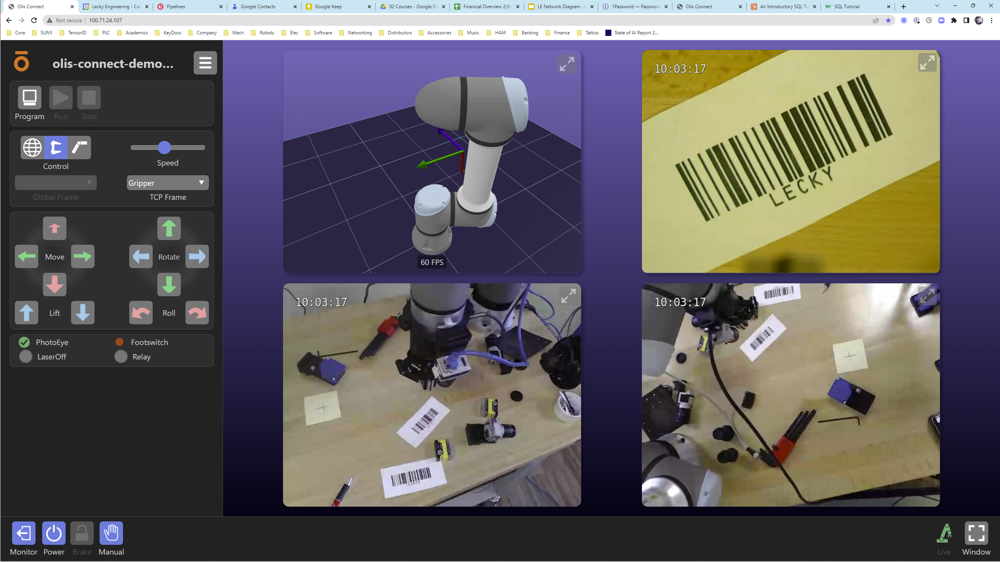 Olis Connect
Lecky Engineering - Cal
Pipelines
Google Contacts
Google Keep
02 Courses - Google Dr
Financial Overview 2/6/
LE Network Diagram - G
1Password — Password
Olis Connect
An Introductory SQL Tu
SQL Tutorial
Not secure
100.71.24.107
Core
SUNY
TensorID
PLC
Academics
KeyDocs
Company
Mech
Robots
Elec
Software
Networking
Distributors
Accessories
Music
HAM
Banking
Finance
Tattoo
State of AI Report 2...
olis-connect-demo...
Program
Run
Stop
Control
Speed
Global Frame
Gripper
TCP Frame
Move
Rotate
Lift
Roll
PhotoEye
Footswitch
LaserOff
Relay
60 FPS
10:03:17
LECKY
10:03:17
10:03:17
Monitor
Power
Brake
Manual
Live
Window